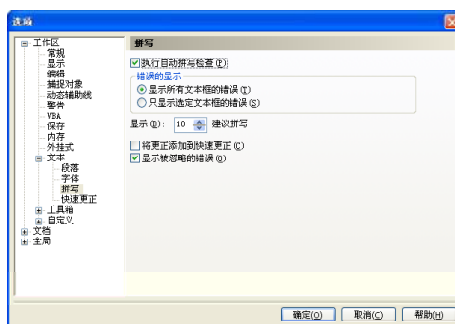 选项
工作区
常规
显示
编辑
捕捉对象
动态辅助线
警告
VBA
保存
内存
外挂式
文本
段落
字体
拼写
快速更正
工具箱
自定义
文档
全局
拼写
执行自动拼写检查(P)
错误的显示
显示所有文本框的错误(T)
只显示选定文本框的错误(S)
显示(D): 10 建议拼写
将更正添加到快速更正(C)
显示被忽略的错误(O)
确定(O) 取消(C) 帮助(H)